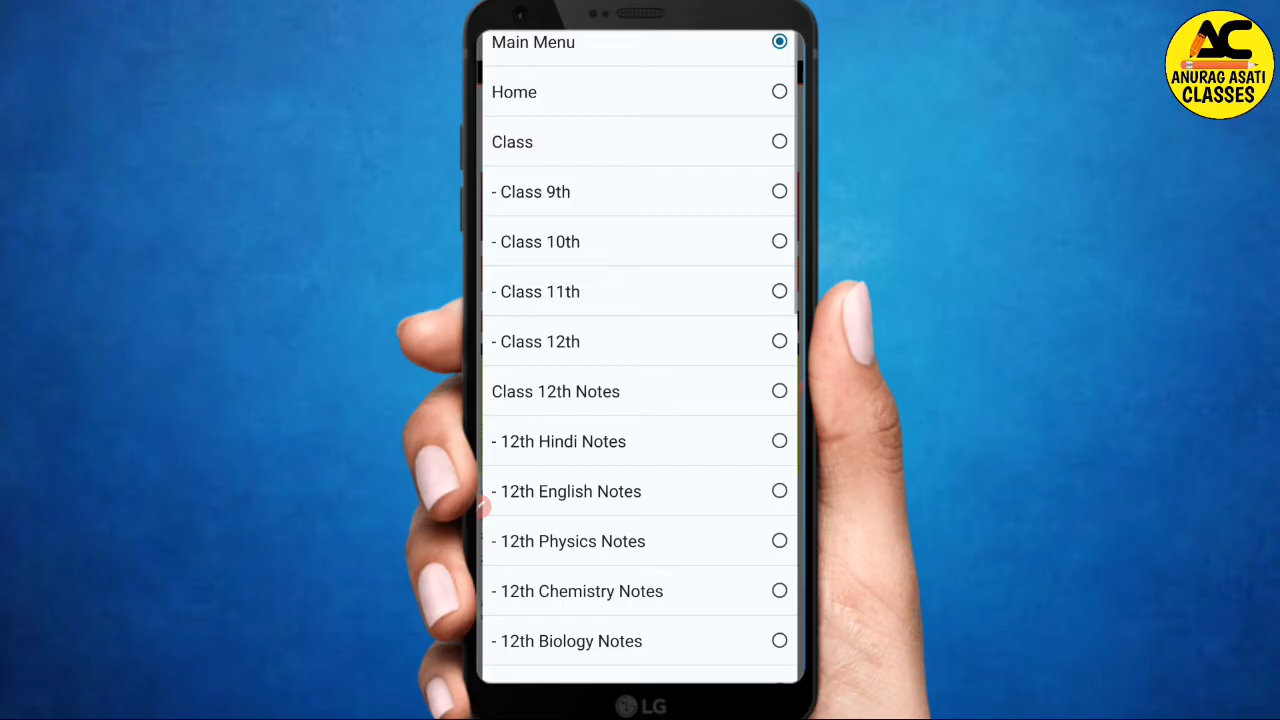 Main Menu
Home
Class
- Class 9th
- Class 10th
- Class 11th
- Class 12th
Class 12th Notes
- 12th Hindi Notes
- 12th English Notes
- 12th Physics Notes
- 12th Chemistry Notes
- 12th Biology Notes
LG
AC
ANURAG ASATI
CLASSES